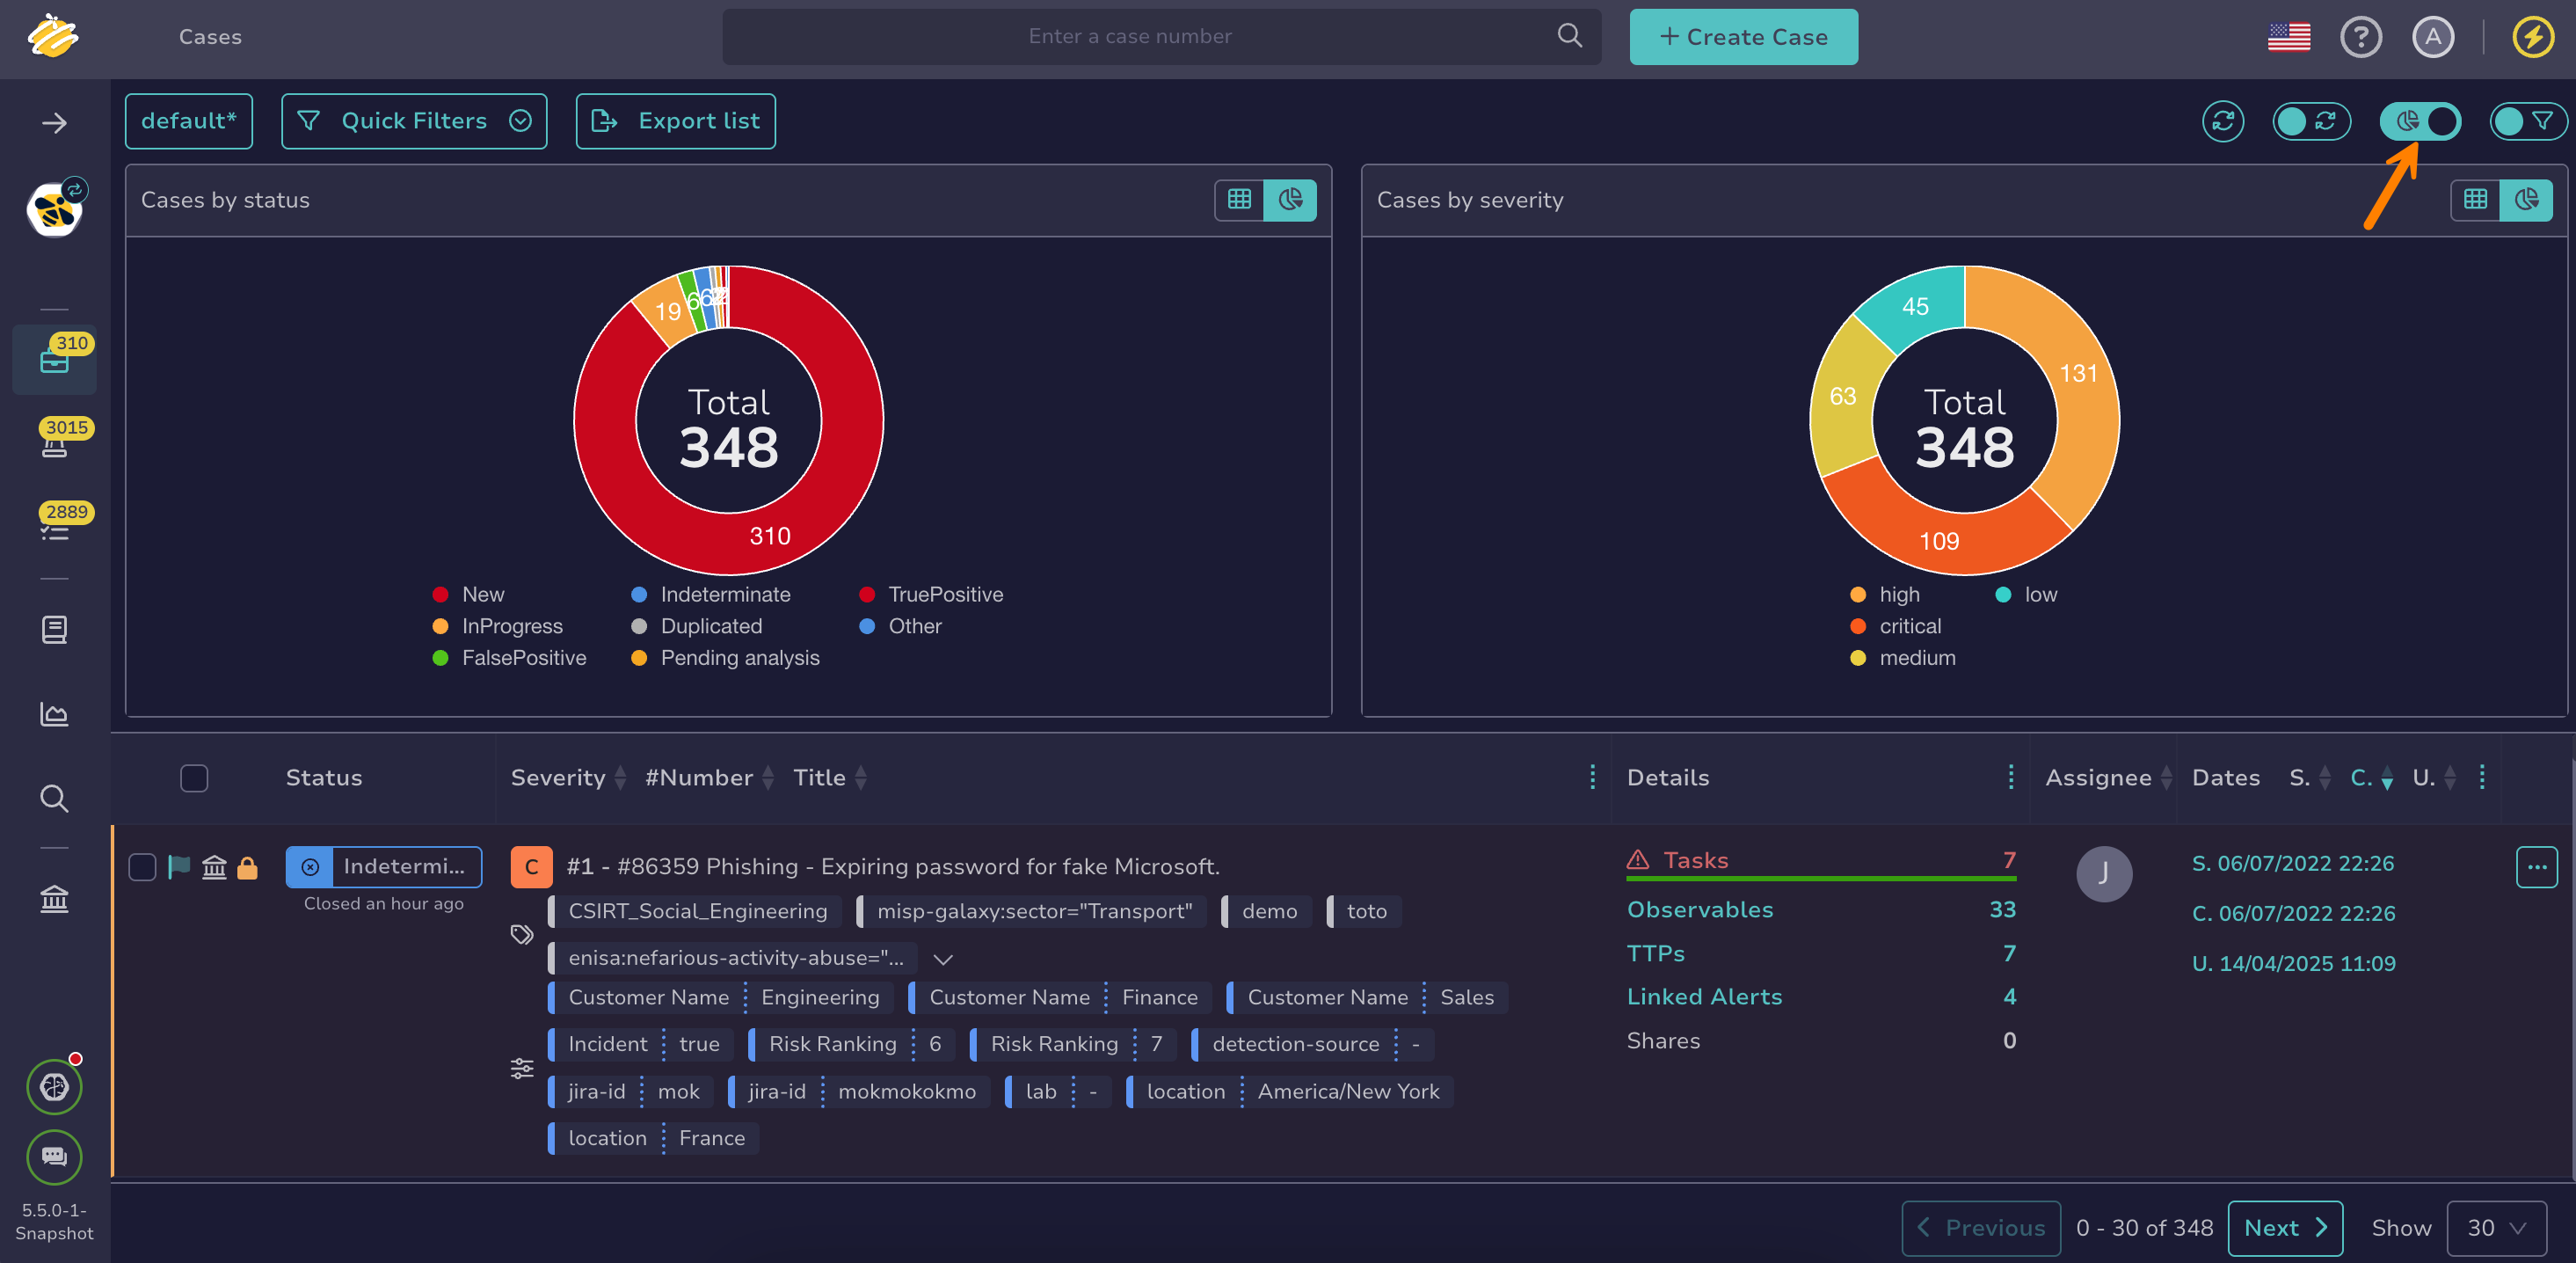 Cases
Enter a case number
+ Create Case
?
A
default*
Quick Filters
Export list
Cases by status
Cases by severity
310
3015
2889
19
6
6
310
Total
348
New
Indeterminate
TruePositive
InProgress
Duplicated
Other
FalsePositive
Pending analysis
45
131
63
109
Total
348
high
low
critical
medium
Status
Severity
#Number
Title
Details
Assignee
Dates
S.
C.
U.
Indetermi...
Closed an hour ago
C
#1 - #86359 Phishing - Expiring password for fake Microsoft.
CSIRT_Social_Engineering
misp-galaxy:sector="Transport"
demo
toto
enisa:nefarious-activity-abuse="...
Customer Name Engineering
Customer Name Finance
Customer Name Sales
Incident true
Risk Ranking 6
Risk Ranking 7
detection-source -
jira-id mok
jira-id mokmokokmo
lab -
location America/New York
location France
Tasks 7
Observables 33
TTPs 7
Linked Alerts 4
Shares 0
J
S. 06/07/2022 22:26
C. 06/07/2022 22:26
U. 14/04/2025 11:09
5.5.0-1-
Snapshot
Previous
0 - 30 of 348
Next
Show
30